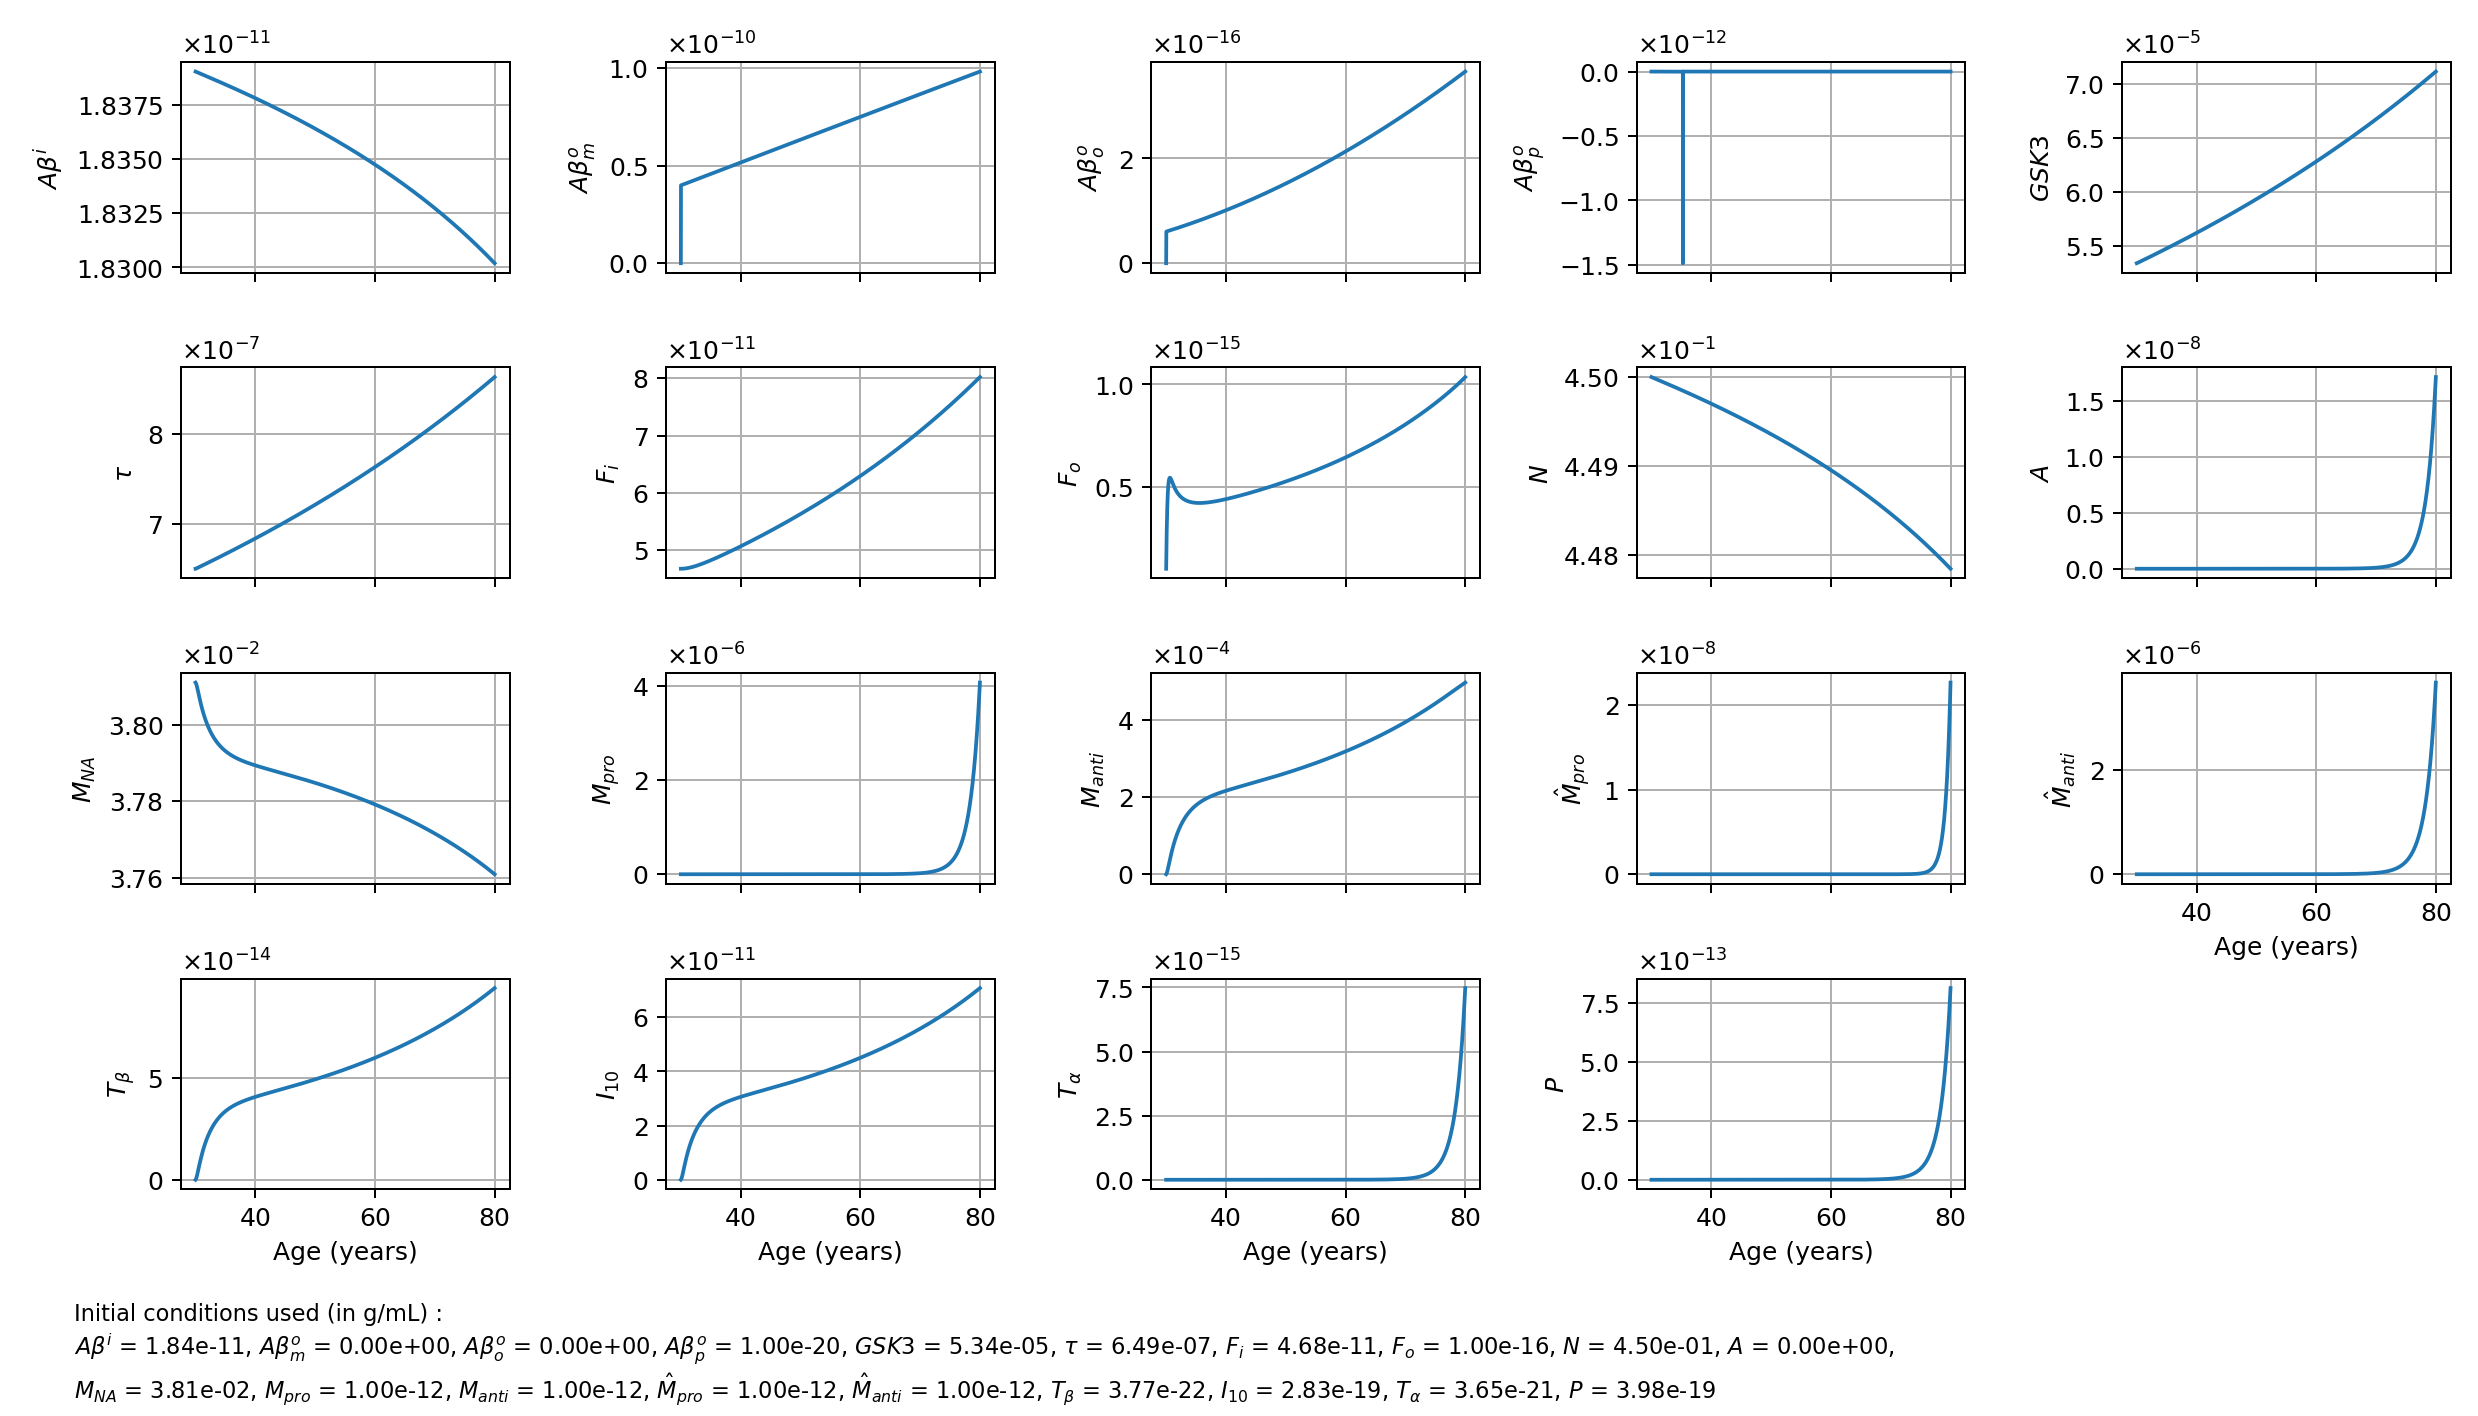 ×10⁻¹¹ ×10⁻¹⁰ ×10⁻¹⁶ ×10⁻¹² ×10⁻⁵
Aβⁱ 1.8375 1.8350 1.8325 1.8300
Aβₘᵒ 1.0 0.5 0.0
Aβₒᵒ 2 0
Aβₚᵒ 0.0 −0.5 −1.0 −1.5
GSK3 7.0 6.5 6.0 5.5
×10⁻⁷ ×10⁻¹¹ ×10⁻¹⁵ ×10⁻¹ ×10⁻⁸
τ 8 7
Fᵢ 8 7 6 5
Fₒ 1.0 0.5
N 4.50 4.49 4.48
A 1.5 1.0 0.5 0.0
×10⁻² ×10⁻⁶ ×10⁻⁴ ×10⁻⁸ ×10⁻⁶
M_NA 3.80 3.78 3.76
M_pro 4 2 0
M_anti 4 2 0
M̂_pro 2 1 0
M̂_anti 2 0
40 60 80
Age (years)
×10⁻¹⁴ ×10⁻¹¹ ×10⁻¹⁵ ×10⁻¹³
T_β 5 0
I₁₀ 6 4 2 0
T_α 7.5 5.0 2.5 0.0
P 7.5 5.0 2.5 0.0
40 60 80 40 60 80 40 60 80 40 60 80
Age (years) Age (years) Age (years) Age (years)
Initial conditions used (in g/mL) :
Aβⁱ = 1.84e-11, Aβₘᵒ = 0.00e+00, Aβₒᵒ = 0.00e+00, Aβₚᵒ = 1.00e-20, GSK3 = 5.34e-05, τ = 6.49e-07, Fᵢ = 4.68e-11, Fₒ = 1.00e-16, N = 4.50e-01, A = 0.00e+00,
M_NA = 3.81e-02, M_pro = 1.00e-12, M_anti = 1.00e-12, M̂_pro = 1.00e-12, M̂_anti = 1.00e-12, T_β = 3.77e-22, I₁₀ = 2.83e-19, T_α = 3.65e-21, P = 3.98e-19